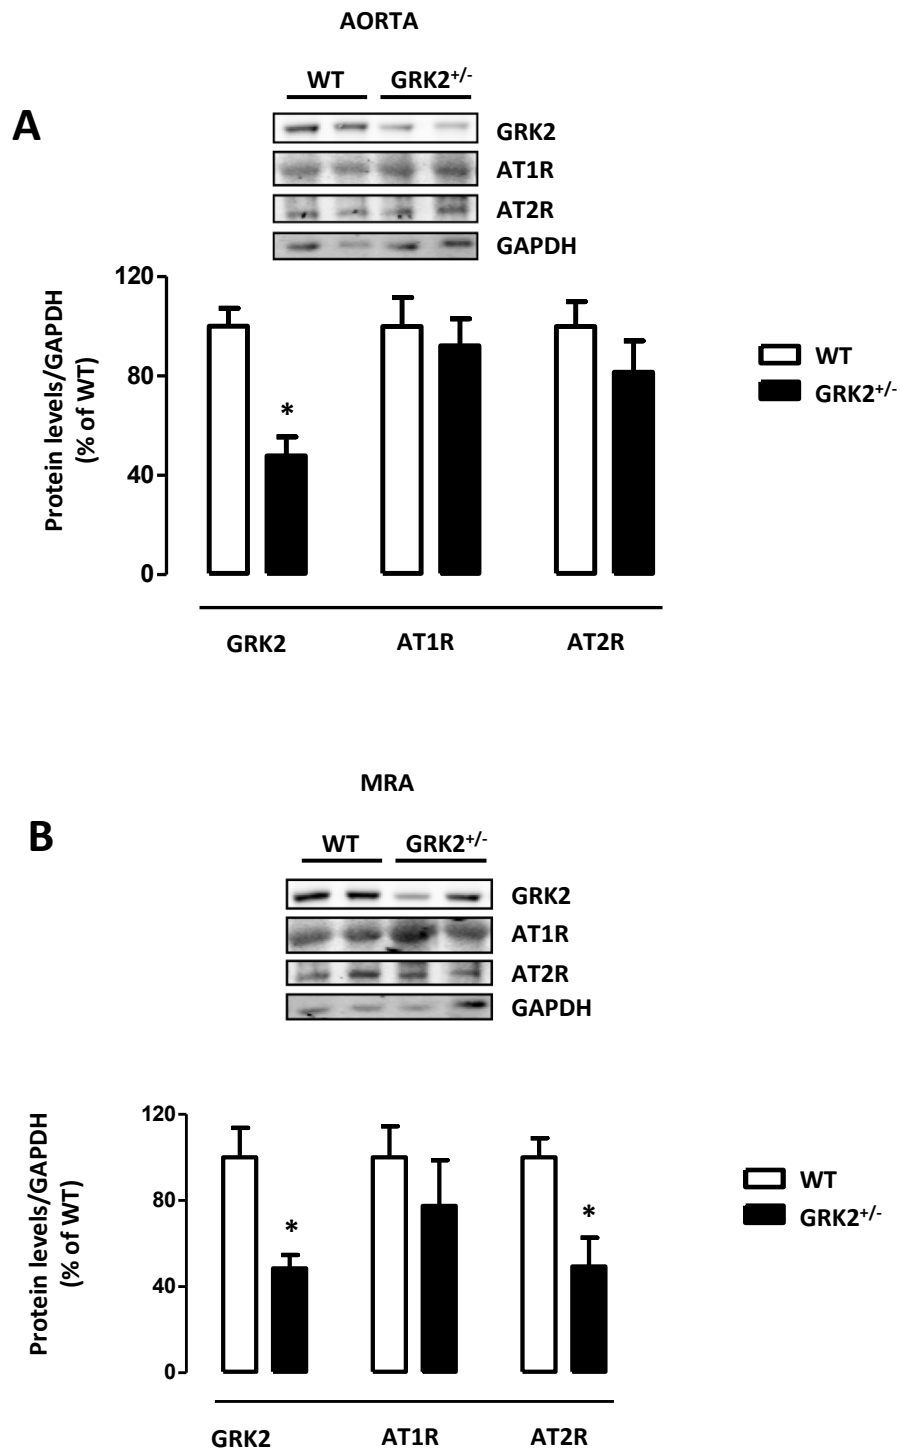 AORTA
WT GRK2+/-
A
GRK2
AT1R
AT2R
GAPDH
120
80
40
0
Protein levels/GAPDH
(% of WT)
*
WT
GRK2+/-
GRK2 AT1R AT2R
MRA
B
WT GRK2+/-
GRK2
AT1R
AT2R
GAPDH
120
80
40
0
Protein levels/GAPDH
(% of WT)
* *
WT
GRK2+/-
GRK2 AT1R AT2R